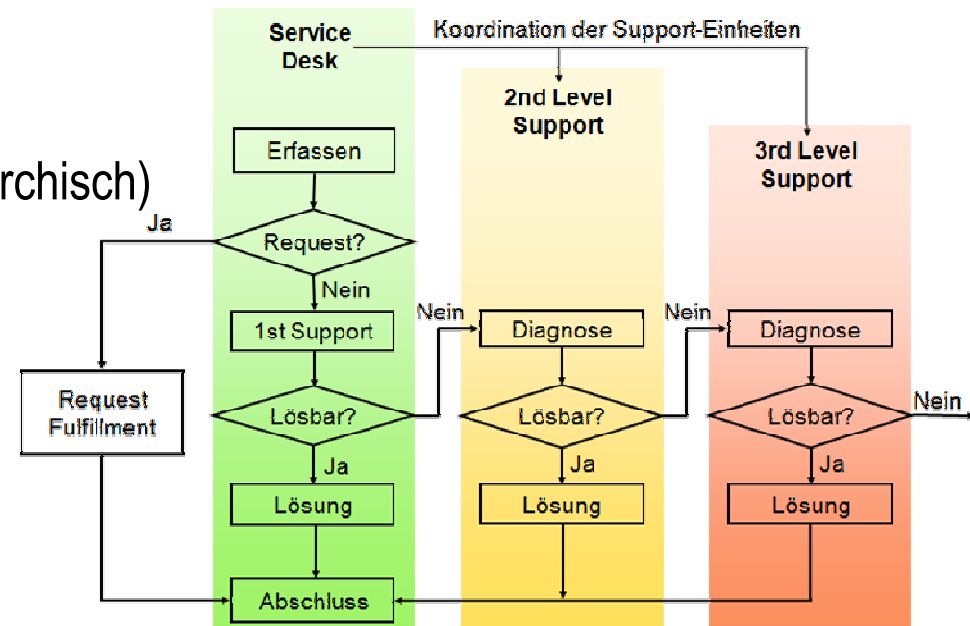 Service
Desk
Koordination der Support-Einheiten
2nd Level
Support
3rd Level
Support
rchisch)
Erfassen
Ja
Request?
Nein
1st Support
Nein
Diagnose
Nein
Diagnose
Request
Fulfillment
Lösbar?
Lösbar?
Lösbar?
Nein
Ja
Ja
Ja
Lösung
Lösung
Lösung
Abschluss